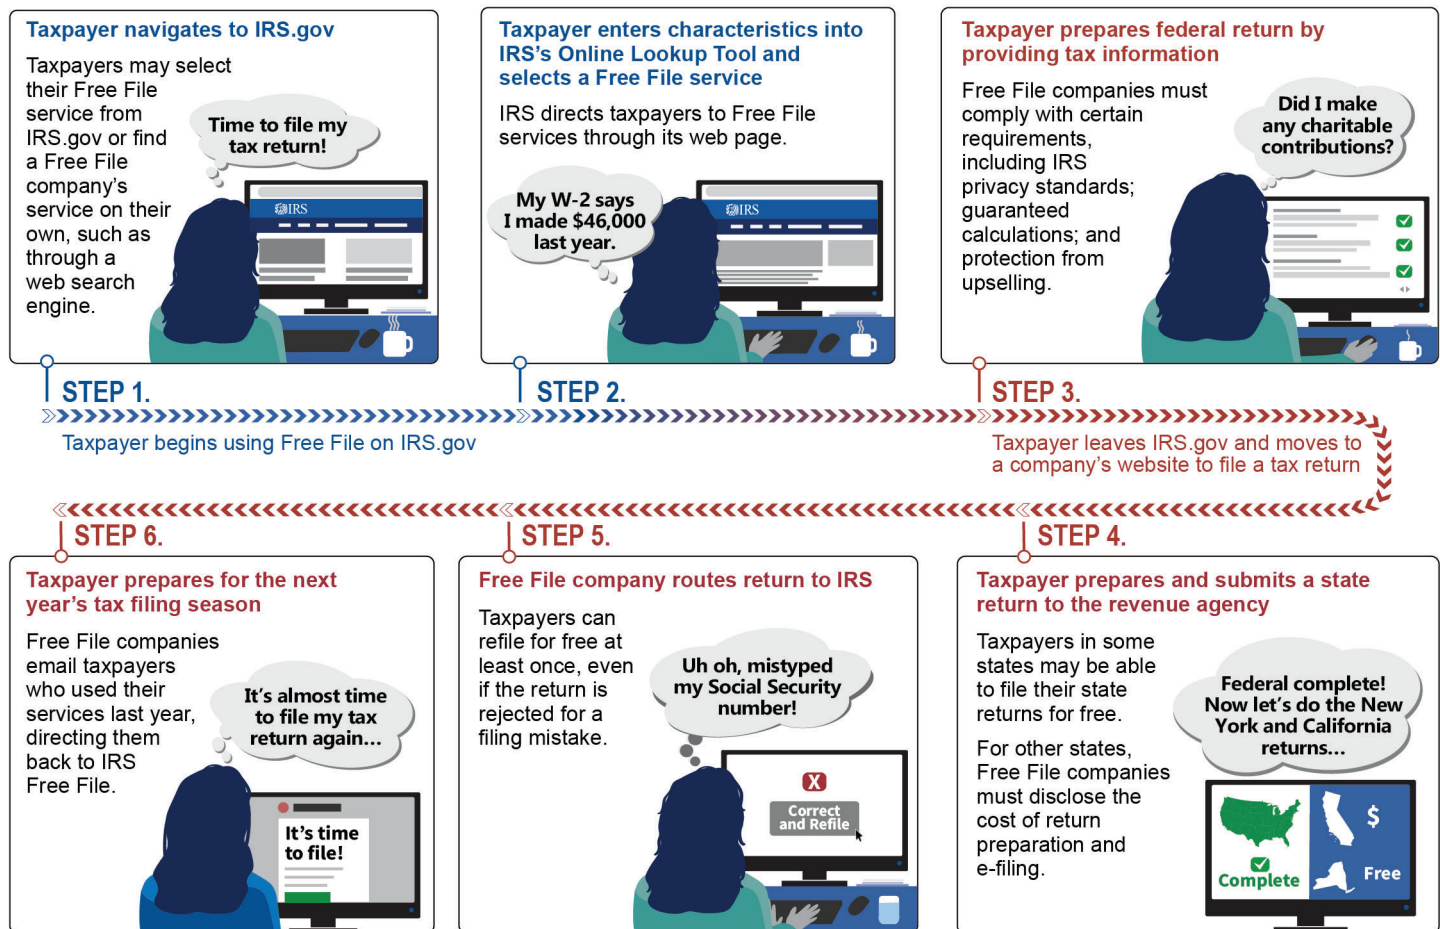 Taxpayer navigates to IRS.gov
Taxpayers may select
their Free File
service from
IRS.gov or find
a Free File
company's
service on their
own, such as
through a
web search
engine.
Time to file my
tax return!
IRS
STEP 1.
Taxpayer enters characteristics into
IRS's Online Lookup Tool and
selects a Free File service
IRS directs taxpayers to Free File
services through its web page.
My W-2 says
I made $46,000
last year.
IRS
STEP 2.
Taxpayer begins using Free File on IRS.gov
Taxpayer prepares federal return by
providing tax information
Free File companies must
comply with certain
requirements,
including IRS
privacy standards;
guaranteed
calculations; and
protection from
upselling.
Did I make
any charitable
contributions?
STEP 3.
Taxpayer leaves IRS.gov and moves to
a company's website to file a tax return
STEP 4.
Taxpayer prepares and submits a state
return to the revenue agency
Taxpayers in some
states may be able
to file their state
returns for free.
For other states,
Free File companies
must disclose the
cost of return
preparation and
e-filing.
Federal complete!
Now let's do the New
York and California
returns...
$
Complete
Free
STEP 5.
Free File company routes return to IRS
Taxpayers can
refile for free at
least once, even
if the return is
rejected for a
filing mistake.
Uh oh, mistyped
my Social Security
number!
X
Correct
and Refile
STEP 6.
Taxpayer prepares for the next
year's tax filing season
Free File companies
email taxpayers
who used their
services last year,
directing them
back to IRS
Free File.
It's almost time
to file my tax
return again...
It's time
to file!